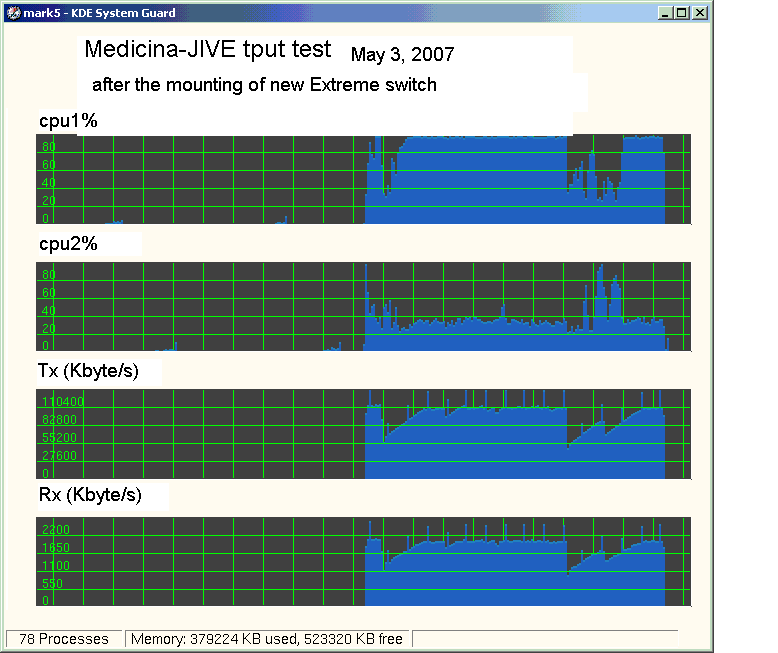 mark5 - KDE System Guard
Medicina-JIVE tput test May 3, 2007
after the mounting of new Extreme switch
cpu1%
80
60
40
20
0
cpu2%
80
60
40
20
0
Tx (Kbyte/s)
110400
82800
55200
27600
0
Rx (Kbyte/s)
2200
1650
1100
550
0
78 Processes Memory: 379224 KB used, 523320 KB free